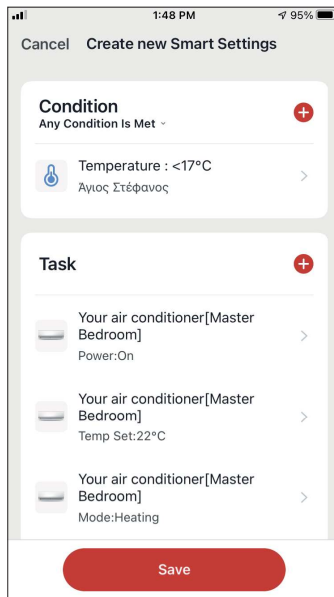 1:48 PM
95%
Cancel Create new Smart Settings
Condition
Any Condition Is Met
Temperature : <17°C
Άγιος Στέφανος
Task
Your air conditioner[Master
Bedroom]
Power:On
Your air conditioner[Master
Bedroom]
Temp Set:22°C
Your air conditioner[Master
Bedroom]
Mode:Heating
Save